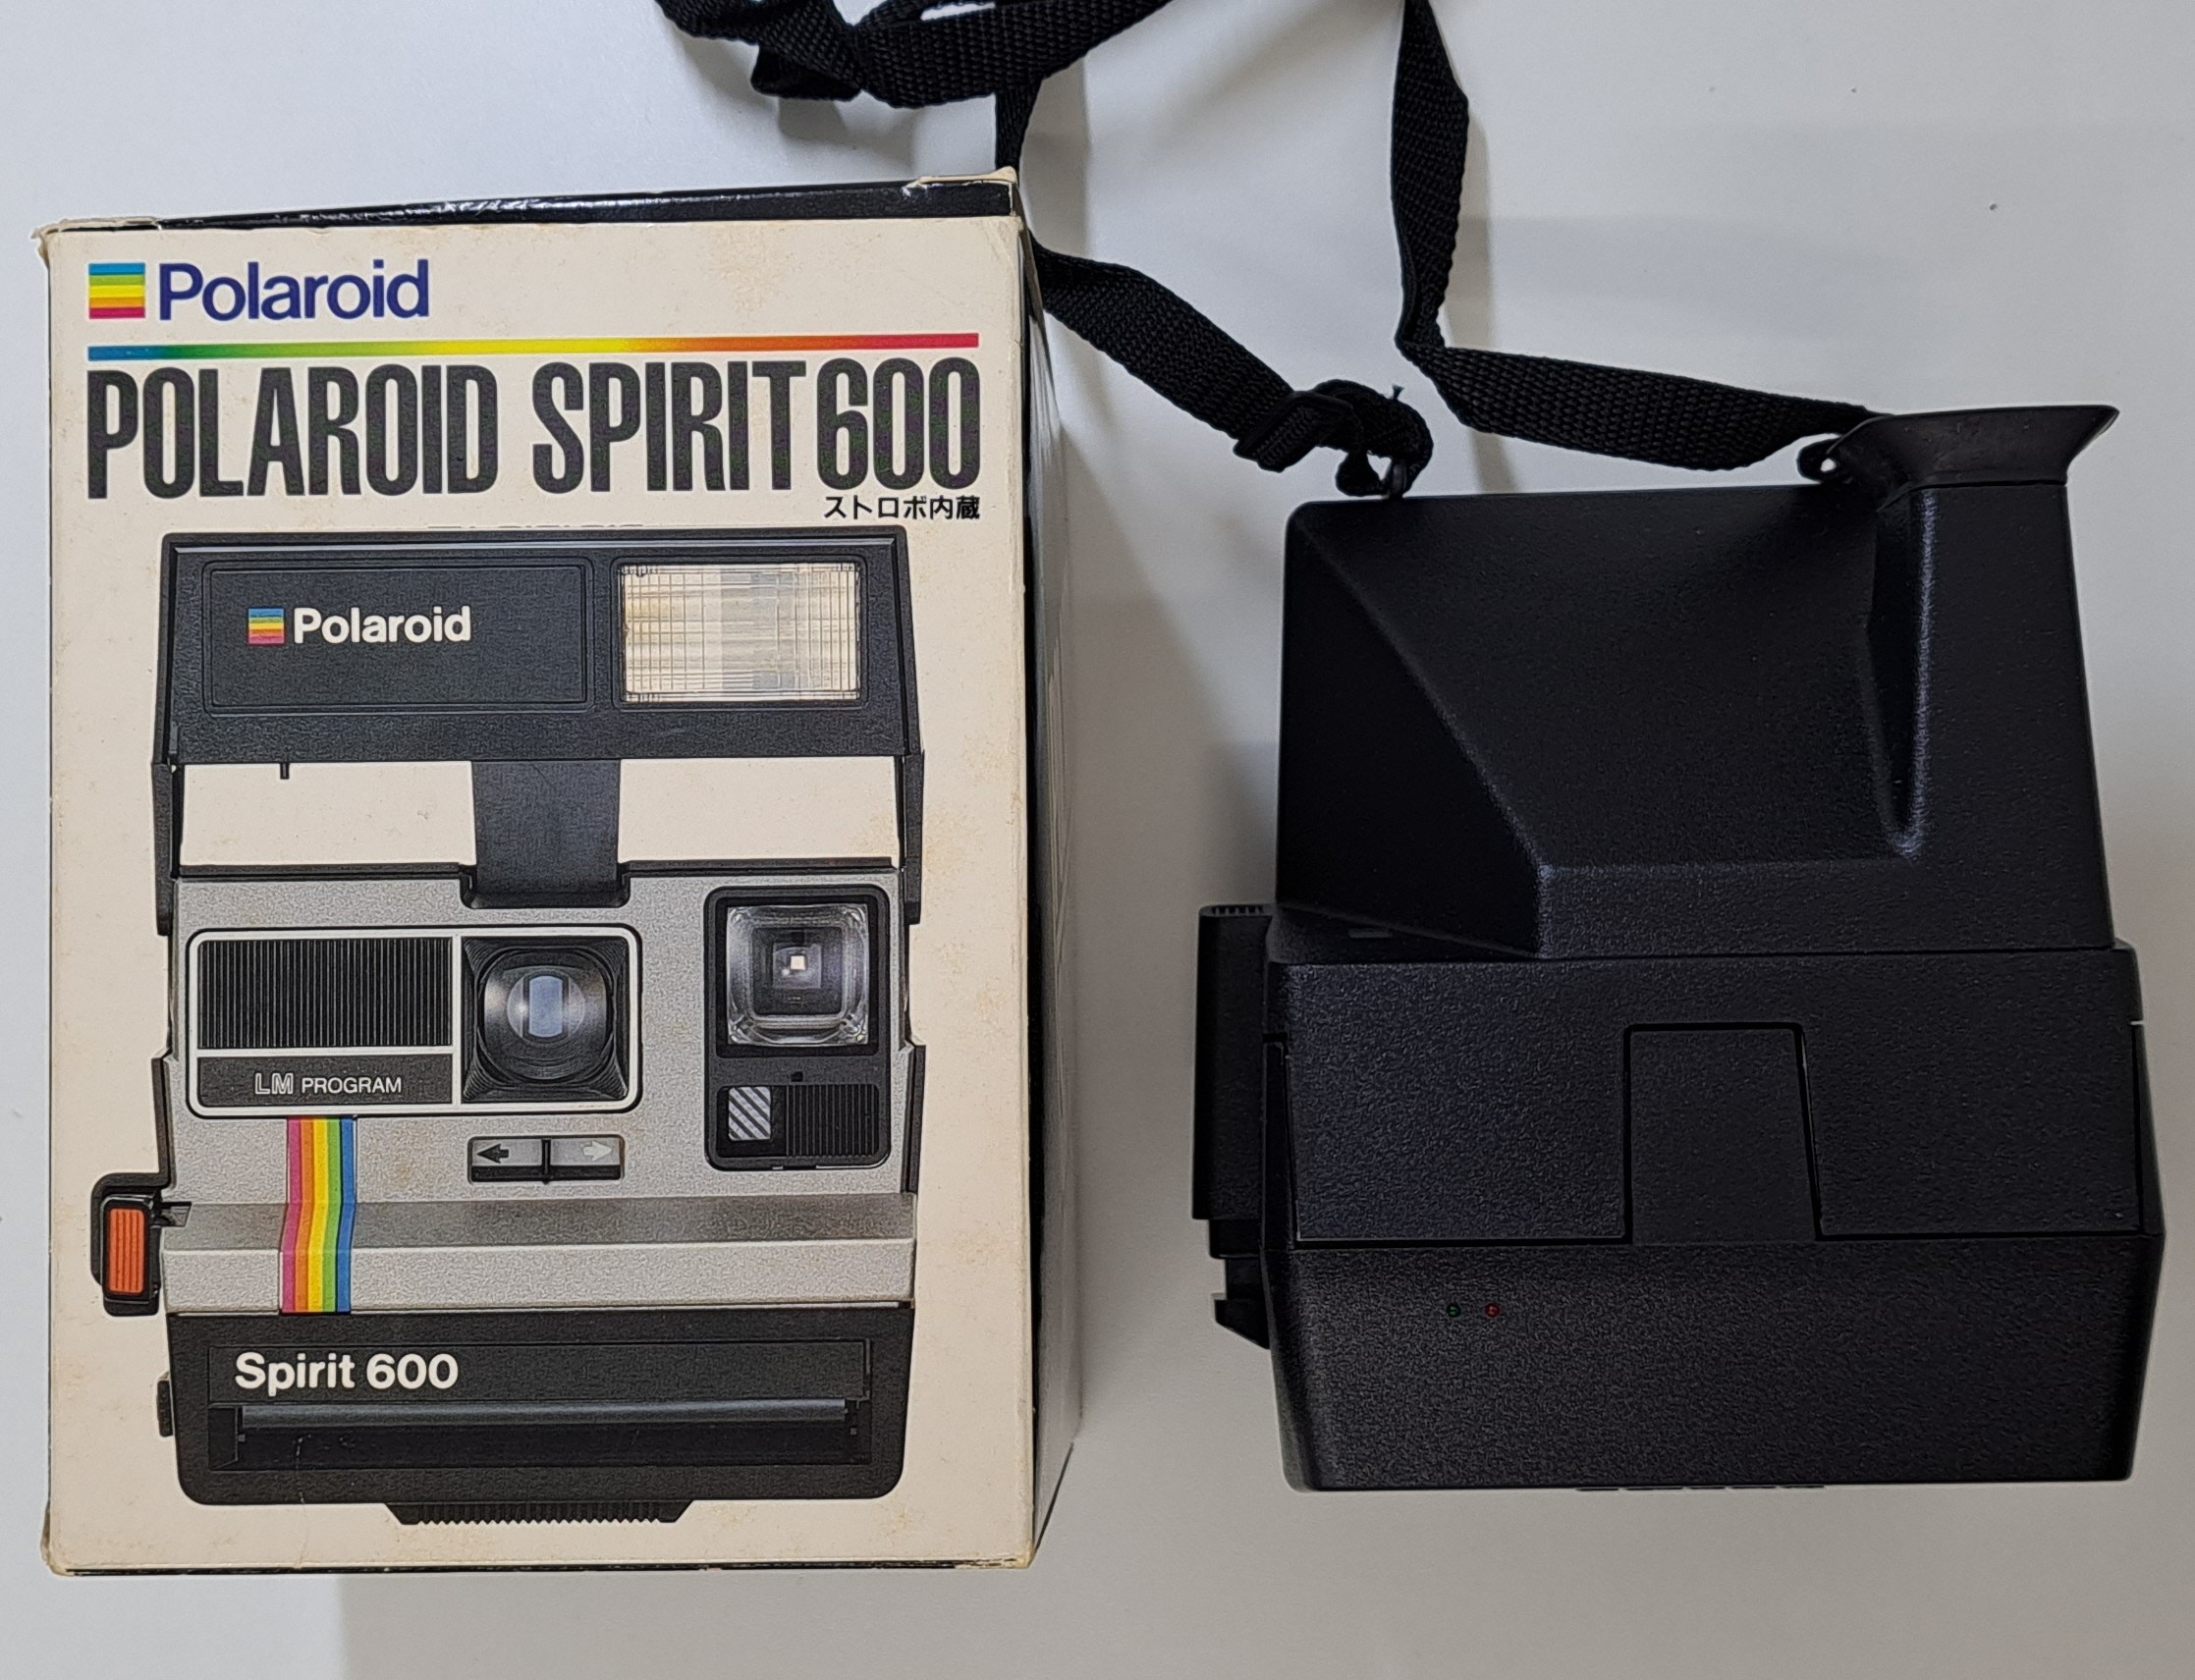 Polaroid
POLAROID SPIRIT 600
ストロボ内蔵
Polaroid
LM PROGRAM
Spirit 600